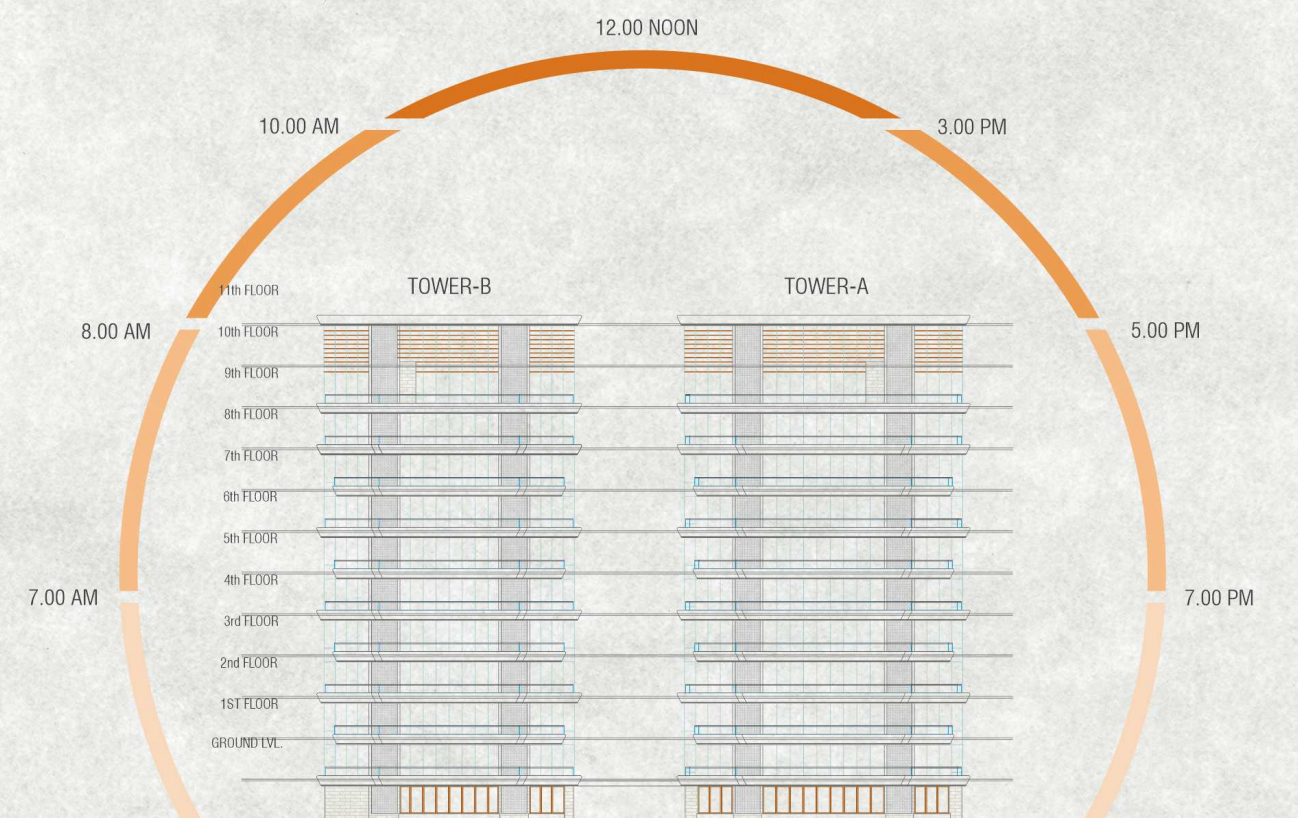 12.00 NOON
10.00 AM
3.00 PM
TOWER-B
TOWER-A
11th FLOOR
8.00 AM
10th FLOOR
5.00 PM
9th FLOOR
8th FLOOR
7th FLOOR
6th FLOOR
5th FLOOR
4th FLOOR
7.00 AM
7.00 PM
3rd FLOOR
2nd FLOOR
1ST FLOOR
GROUND LVL.